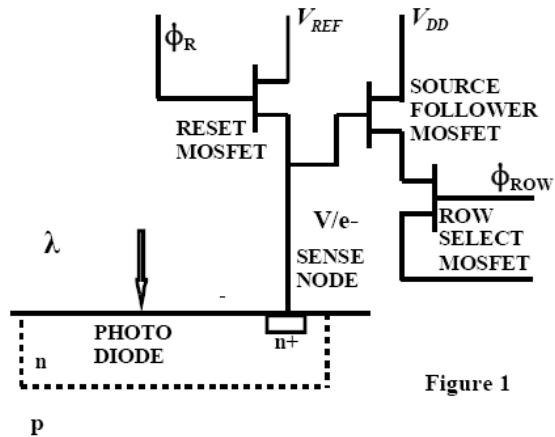 ϕR
VREF
VDD
RESET
MOSFET
SOURCE
FOLLOWER
MOSFET
ϕROW
ROW
SELECT
MOSFET
V/e-
SENSE
NODE
λ
-
PHOTO
DIODE
n+
n
p
Figure 1